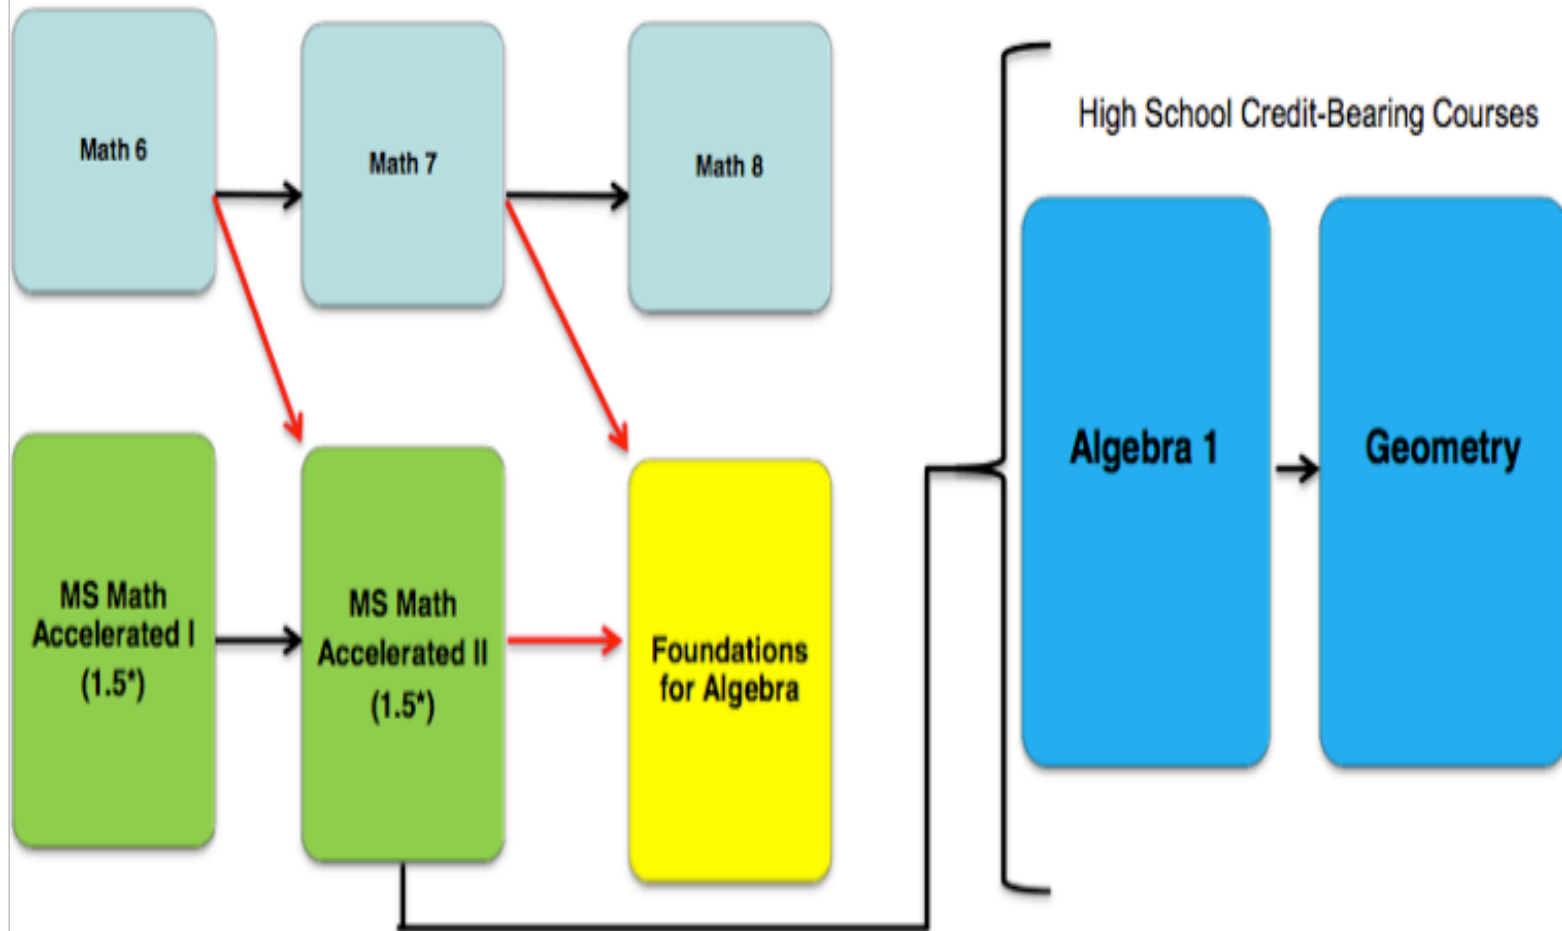 Math 6
Math 7
Math 8
High School Credit-Bearing Courses
MS Math
Accelerated I
(1.5*)
MS Math
Accelerated II
(1.5*)
Foundations
for Algebra
Algebra 1
Geometry